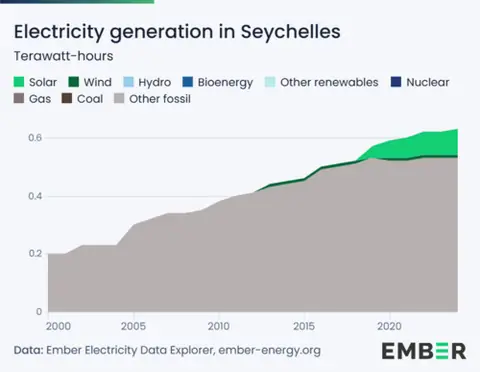 Electricity generation in Seychelles
Terawatt-hours
Solar Wind Hydro Bioenergy Other renewables Nuclear
Gas Coal Other fossil
0.6
0.4
0.2
0
2000 2005 2010 2015 2020
Data: Ember Electricity Data Explorer, ember-energy.org
EMBER